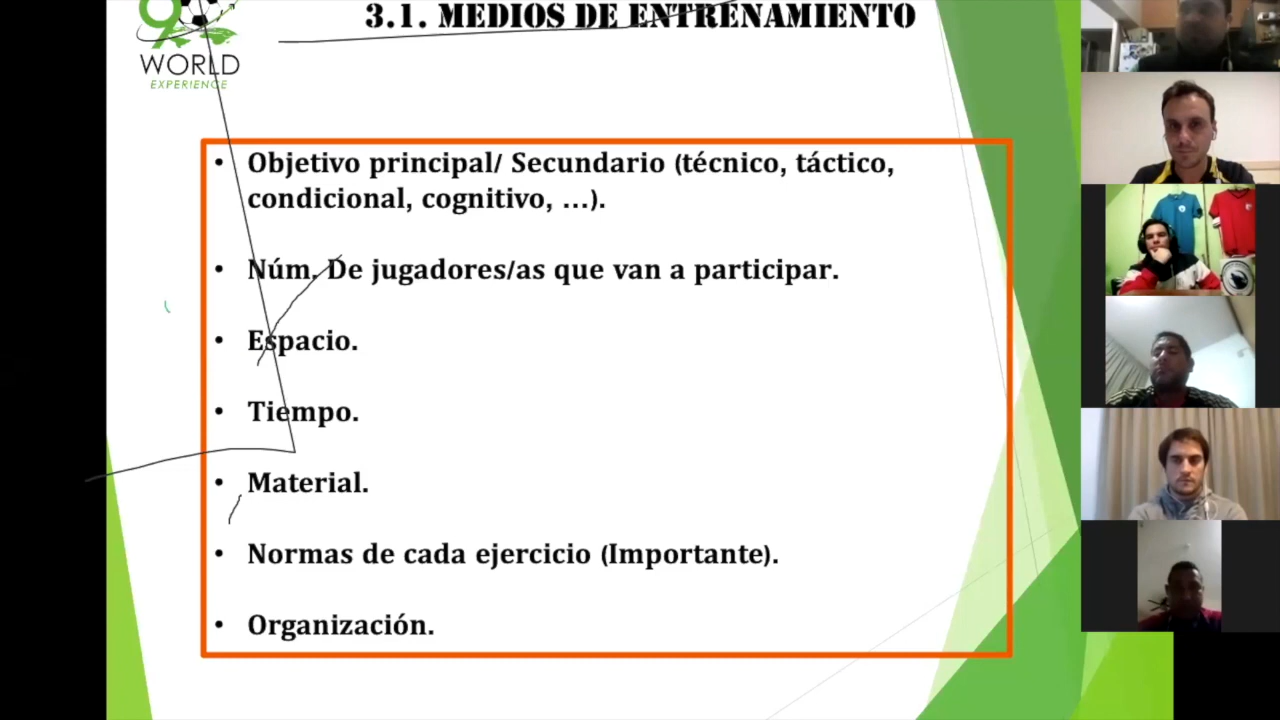 3.1. MEDIOS DE ENTRENAMIENTO
9
WORLD
EXPERIENCE
• Objetivo principal/ Secundario (técnico, táctico,
condicional, cognitivo, ...).
• Núm. De jugadores/as que van a participar.
• Espacio.
• Tiempo.
• Material.
• Normas de cada ejercicio (Importante).
• Organización.